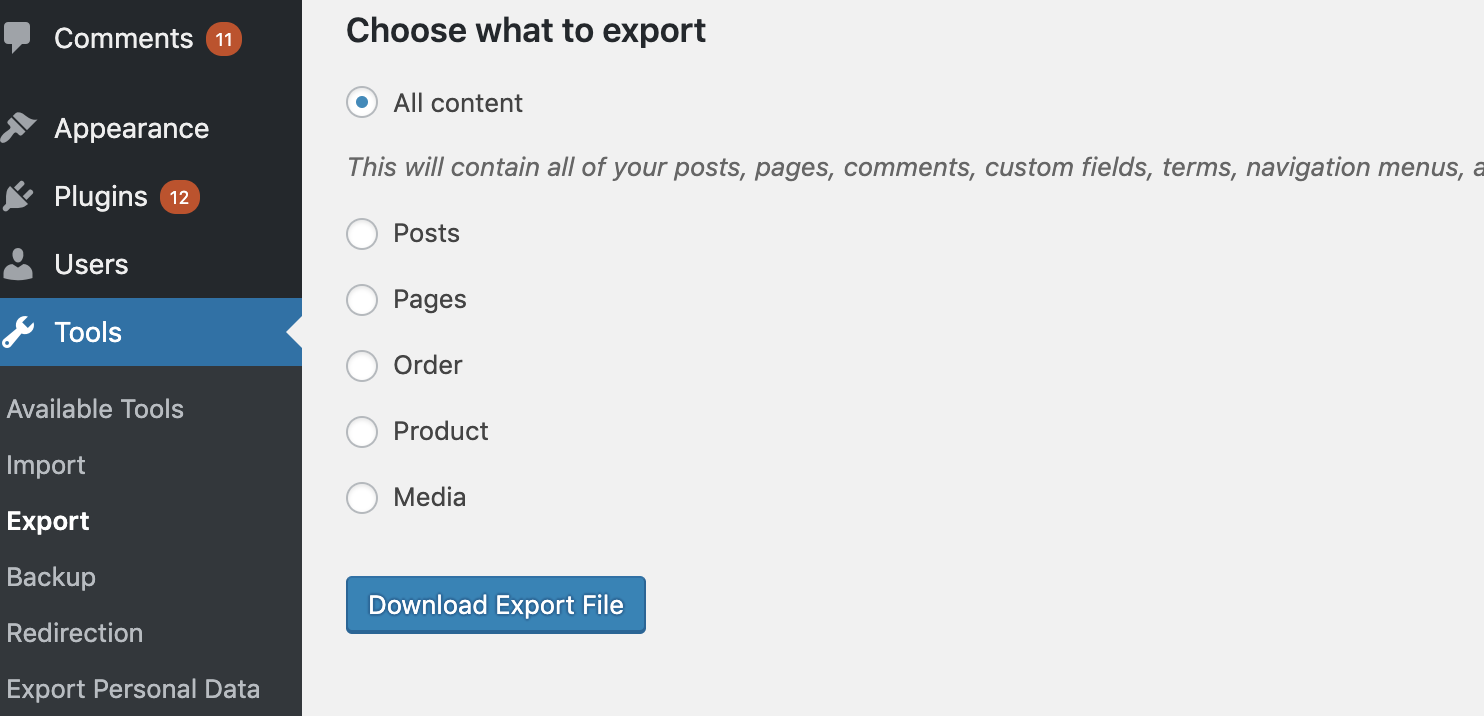 Comments 11
Appearance
Plugins 12
Users
Tools
Available Tools
Import
Export
Backup
Redirection
Export Personal Data
Choose what to export
All content
This will contain all of your posts, pages, comments, custom fields, terms, navigation menus,
Posts
Pages
Order
Product
Media
Download Export File